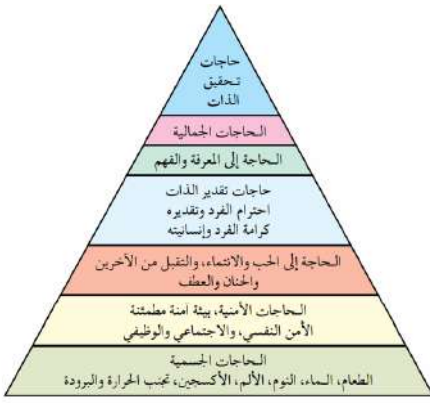 حاجات
تحقيق
الذات
الحاجات الجمالية
الحاجة إلى المعرفة والفهم
حاجات تقدير الذات
احترام الفرد وتقديره
كرامة الفرد وإنسانيته
الحاجة إلى الحب والانتماء، والتقبل من الآخرين
والحنان والعطف
الحاجات الأمنية، بيئة آمنة مطمئنة
الأمن النفسي، والاجتماعي والوظيفي
الحاجات الجسمية
الطعام، الماء، النوم، الألم، الأكسجين، تجنب الحرارة والبرودة